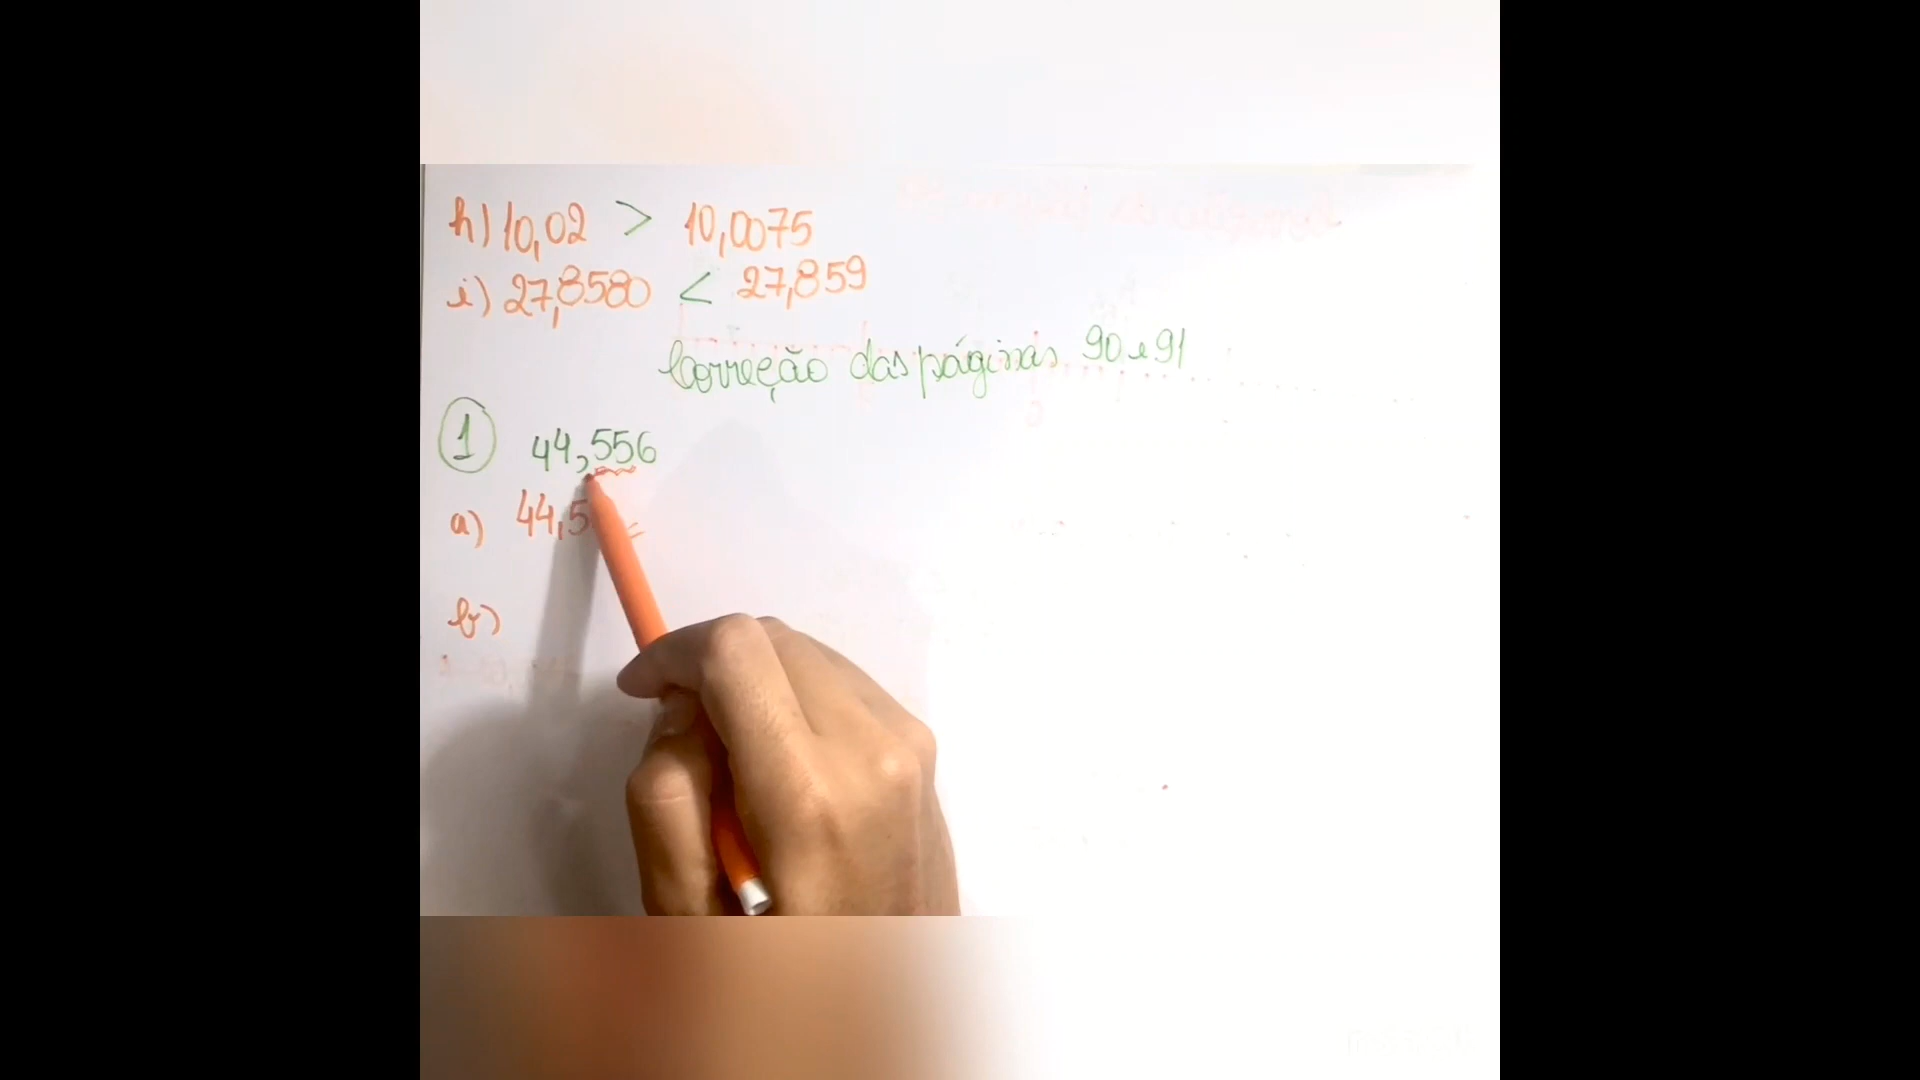 h) 10,02 > 10,0075
i) 27,8580 < 27,859
Correção das páginas 90 e 91
1 44,556
a) 44,5
b)